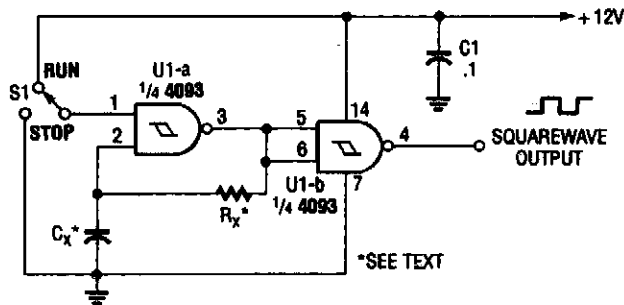 +12V
C1
.1
RUN
S1
STOP
U1-a
1/4 4093
1
2
3
5
6
14
4
7
U1-b
1/4 4093
RX*
CX*
SQUAREWAVE
OUTPUT
*SEE TEXT